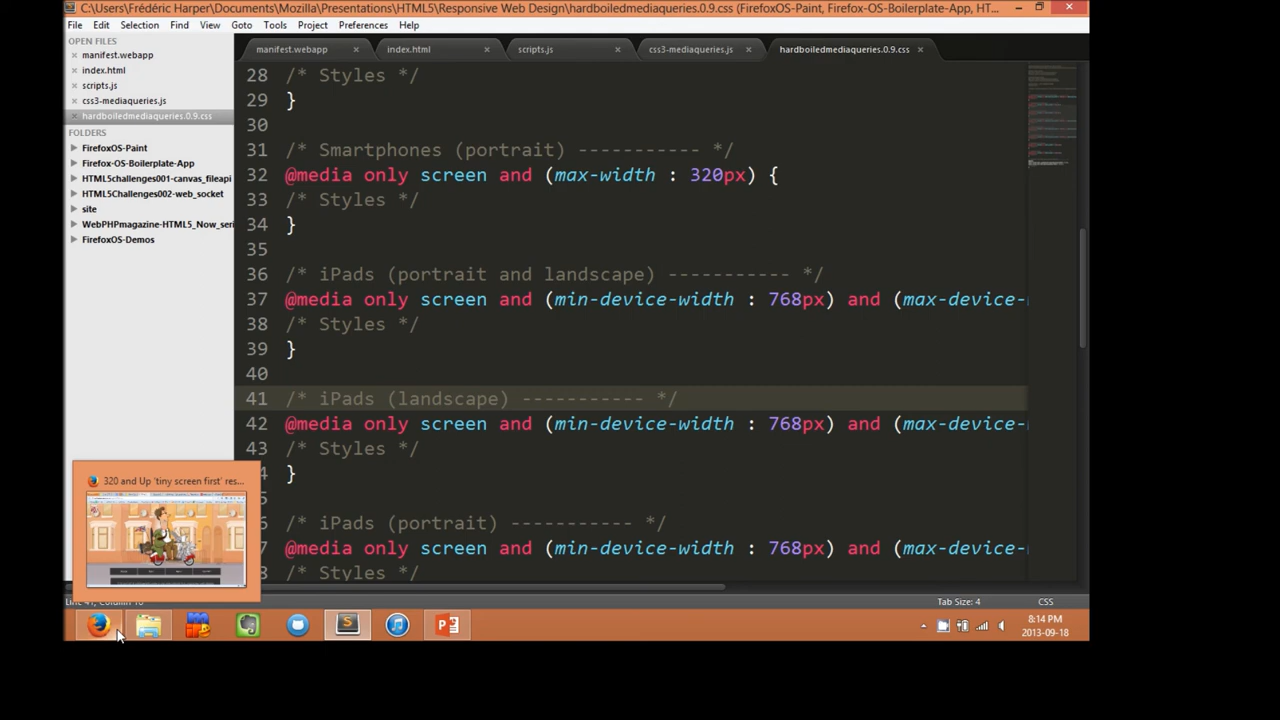 C:\Users\Frédéric Harper\Documents\Mozilla\Presentations\HTML5\Responsive Web Design\hardboiledmediaqueries.0.9.css (FirefoxOS-Paint, Firefox-OS-Boilerplate-App, HT...
File Edit Selection Find View Goto Tools Project Preferences Help
OPEN FILES
manifest.webapp
index.html
scripts.js
css3-mediaqueries.js
hardboiledmediaqueries.0.9.css
FOLDERS
FirefoxOS-Paint
Firefox-OS-Boilerplate-App
HTML5challenges001-canvas_fileapi
HTML5Challenges002-web_socket
site
WebPHPmagazine-HTML5_Now_seri
FirefoxOS-Demos
manifest.webapp index.html scripts.js css3-mediaqueries.js hardboiledmediaqueries.0.9.css
28 /* Styles */
29 }
30
31 /* Smartphones (portrait) ----------- */
32 @media only screen and (max-width : 320px) {
33 /* Styles */
34 }
35
36 /* iPads (portrait and landscape) ----------- */
37 @media only screen and (min-device-width : 768px) and (max-device-
38 /* Styles */
39 }
40
41 /* iPads (landscape) ----------- */
42 @media only screen and (min-device-width : 768px) and (max-device-
43 /* Styles */
4 }
/* iPads (portrait) ----------- */
7 @media only screen and (min-device-width : 768px) and (max-device-
/* Styles */
320 and Up 'tiny screen first' res...
Tab Size: 4 CSS
8:14 PM
2013-09-18